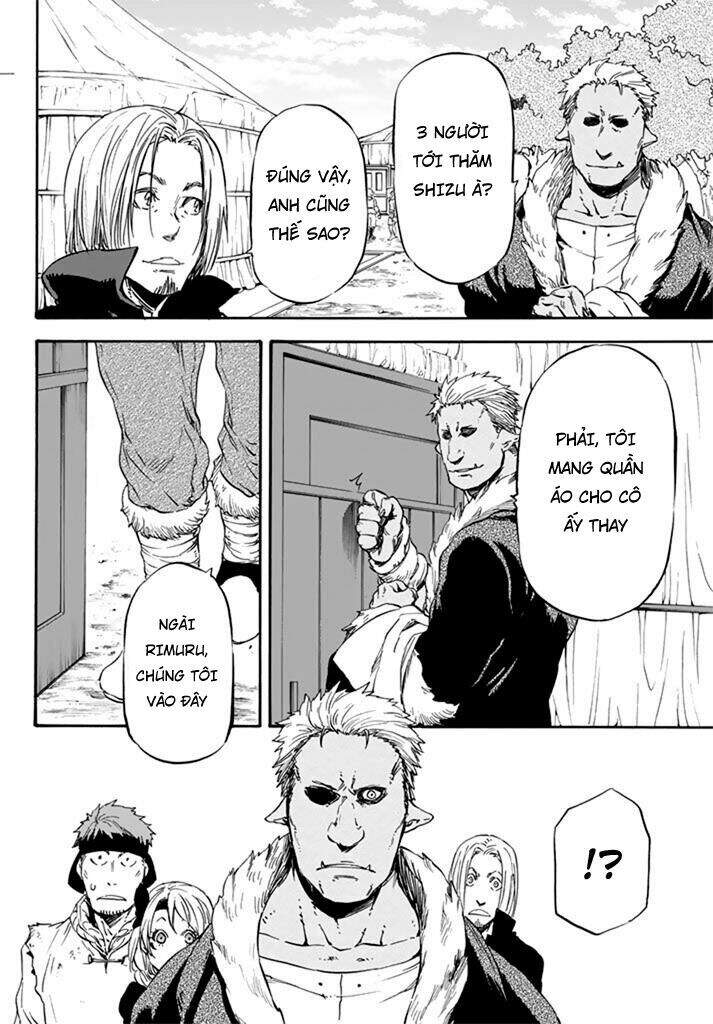 3 NGƯỜI
TỚI THĂM
SHIZU À?
ĐÚNG VẬY,
ANH CŨNG
THẾ SAO?
PHẢI, TÔI
MANG QUẦN
ÁO CHO CÔ
ẤY THAY
NGÀI
RIMURU,
CHÚNG TÔI
VÀO ĐÂY
!?